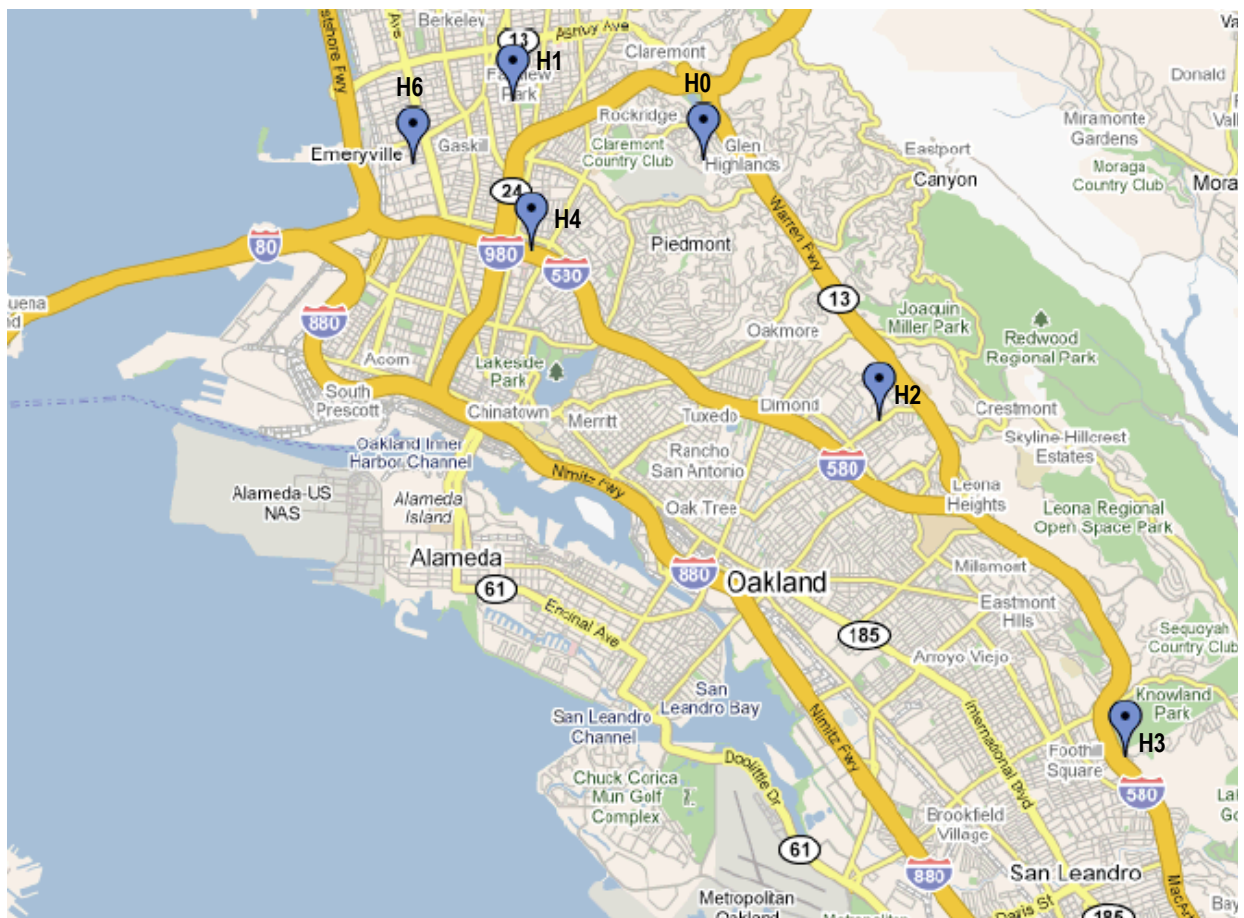 Berkeley
Ashby Ave
13
Claremont
H1
Fairview
Park
H6
H0
Donald
Rockridge
Miramonte
Gardens
Emeryville
Gaskill
Claremont
Country Club
Glen
Highlands
Eastport
Canyon
Moraga
Country Club
24
H4
Warren Fwy
80
980
Piedmont
580
13
880
Joaquin
Miller Park
Redwood
Regional Park
Oakmore
Acorn
Lakeside
Park
South
Prescott
Chinatown
Merritt
Tuxedo
Dimond
H2
Crestmont
Skyline-Hillcrest
Estates
Oakland Inner
Harbor Channel
Rancho
San Antonio
580
Nimitz Fwy
Alameda-US
NAS
Alameda
Island
Oak Tree
Leona
Heights
Leona Regional
Open Space Park
Alameda
880
Oakland
Millsmont
61
Encinal Ave
Eastmont
Hills
185
Arroyo Viejo
Sequoyah
Country Club
San
Leandro Bay
San Leandro
Channel
Nimitz Fwy
International Blvd
Knowland
Park
H3
Foothill
Square
Doolittle Dr
Chuck Corica
Mun Golf
Complex
580
Brookfield
Village
61
880
San Leandro
Metropolitan
Oakland
Davis St
185
Bay